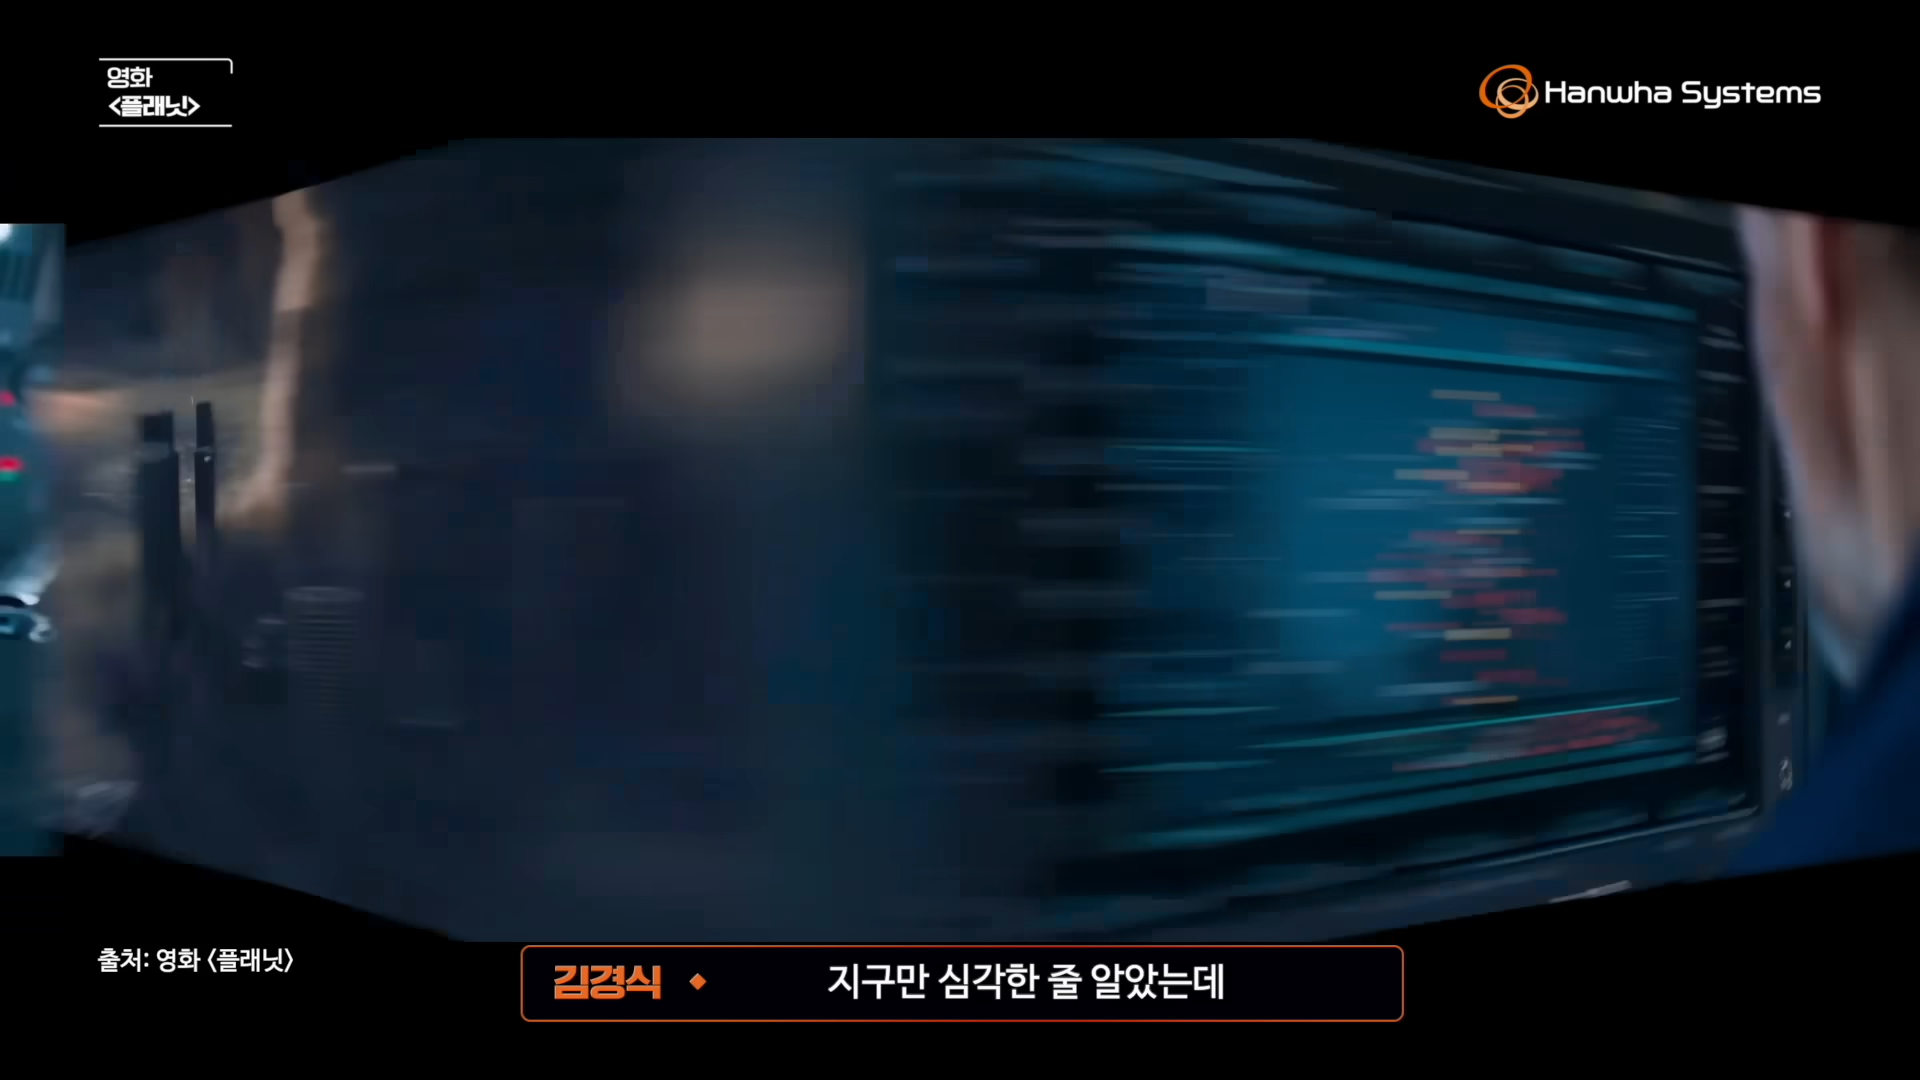 영화
<플래닛>
Hanwha Systems
출처: 영화 <플래닛>
김경식 ◆ 지구만 심각한 줄 알았는데